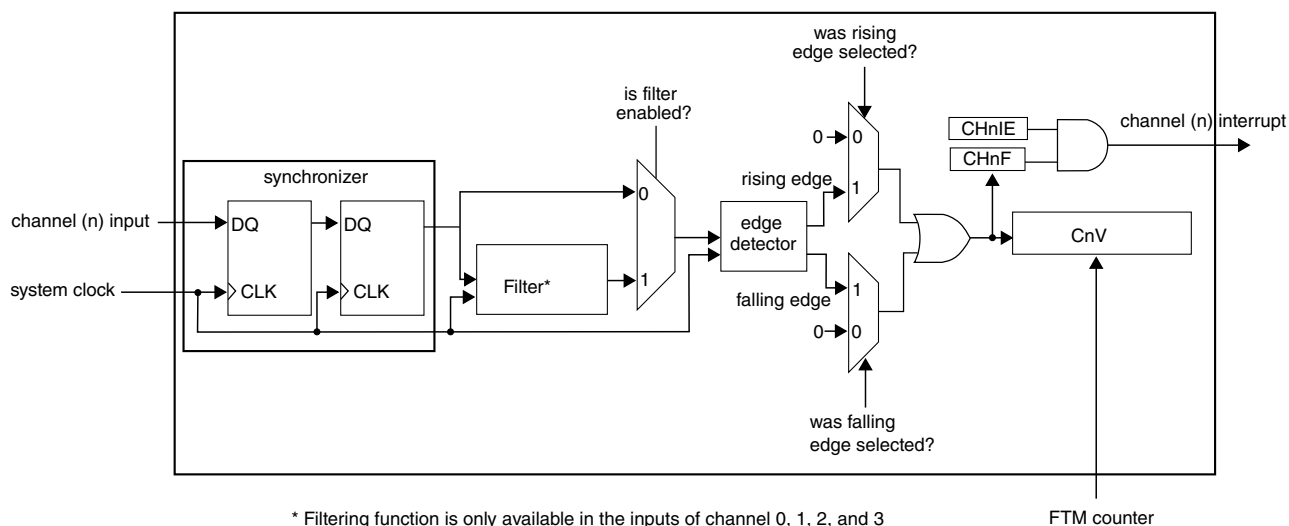 was rising
edge selected?
is filter
enabled?
0
0
CHnIE
channel (n) interrupt
CHnF
synchronizer
rising edge
1
0
channel (n) input
DQ
DQ
edge
detector
CnV
system clock
CLK
CLK
Filter*
1
falling edge
1
0
0
was falling
edge selected?
* Filtering function is only available in the inputs of channel 0, 1, 2, and 3
FTM counter